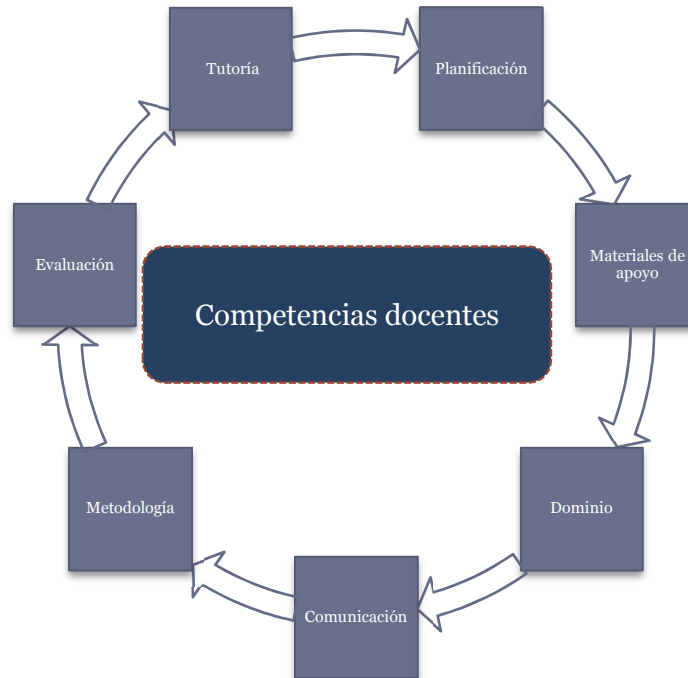 Tutoría
Planificación
Evaluación
Materiales de
apoyo
Competencias docentes
Metodología
Dominio
Comunicación